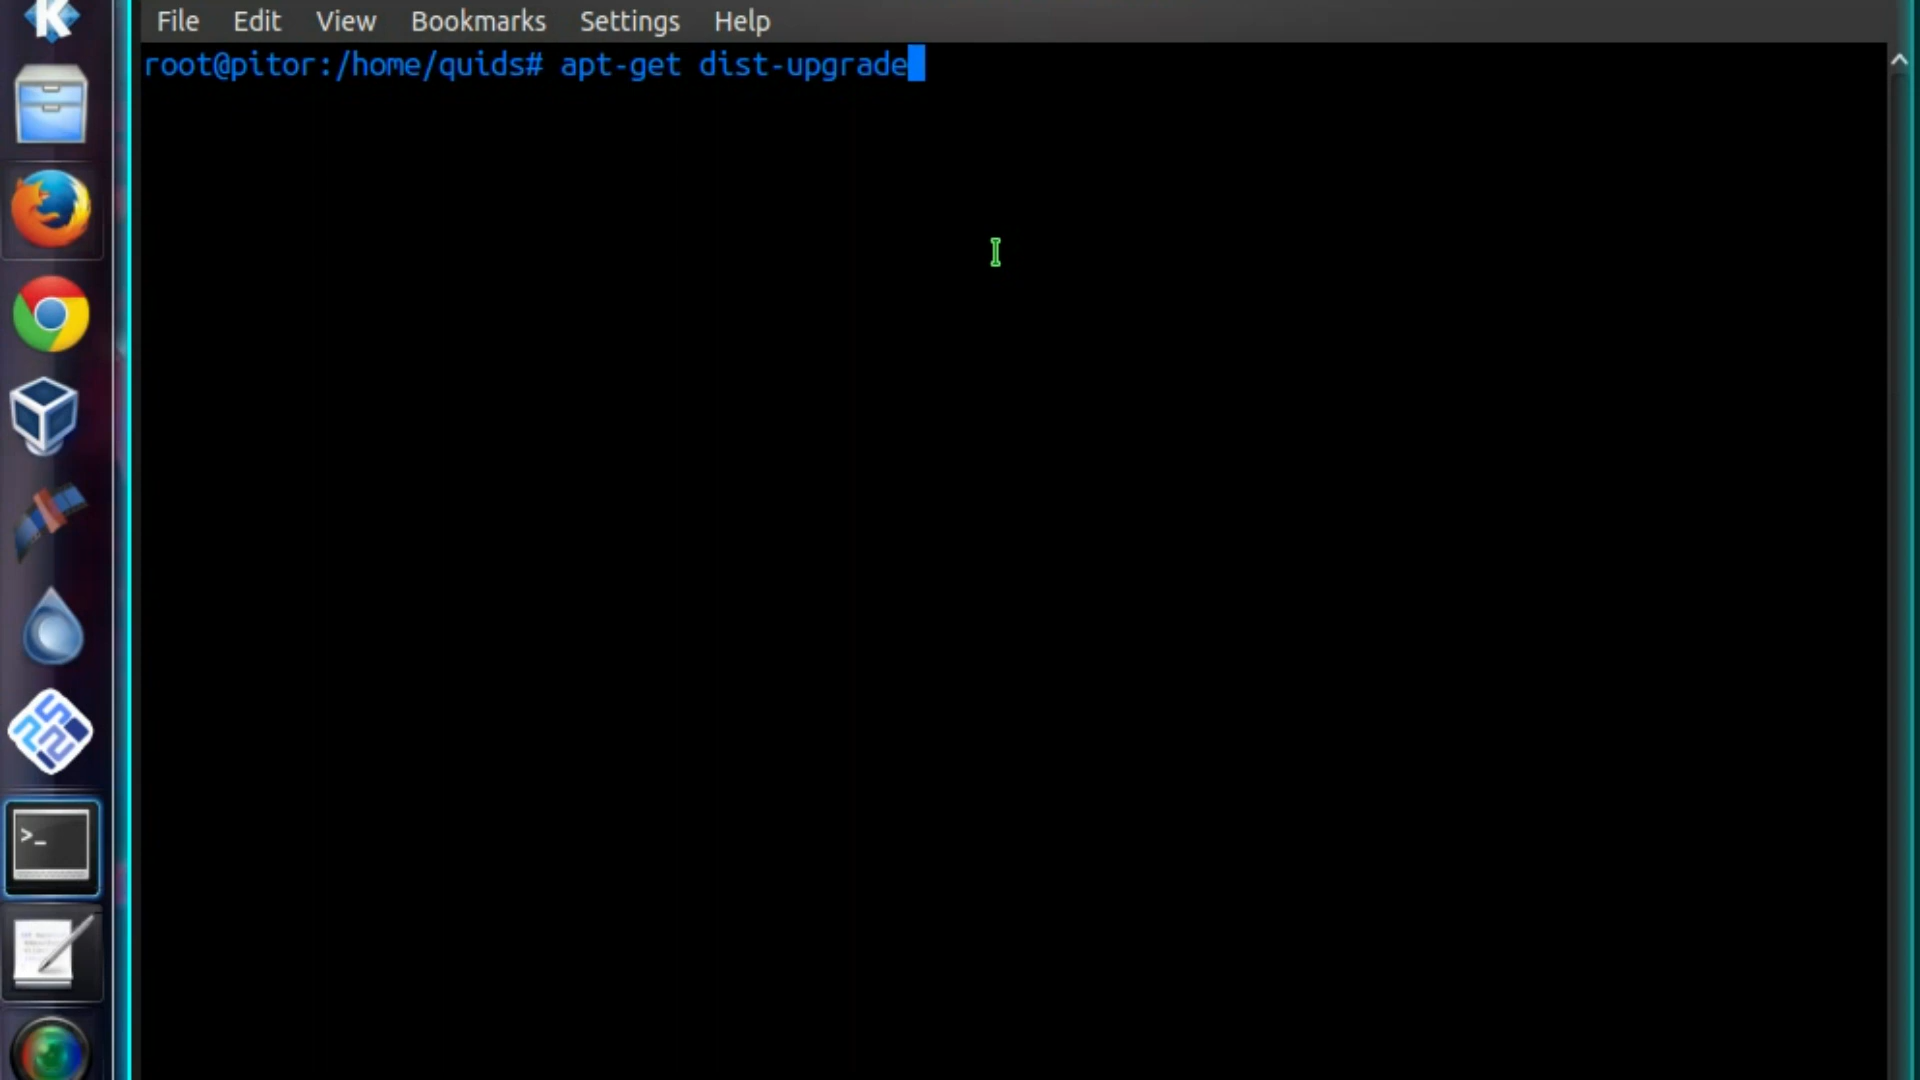 File Edit View Bookmarks Settings Help
root@pitor:/home/quids# apt-get dist-upgrade
>_